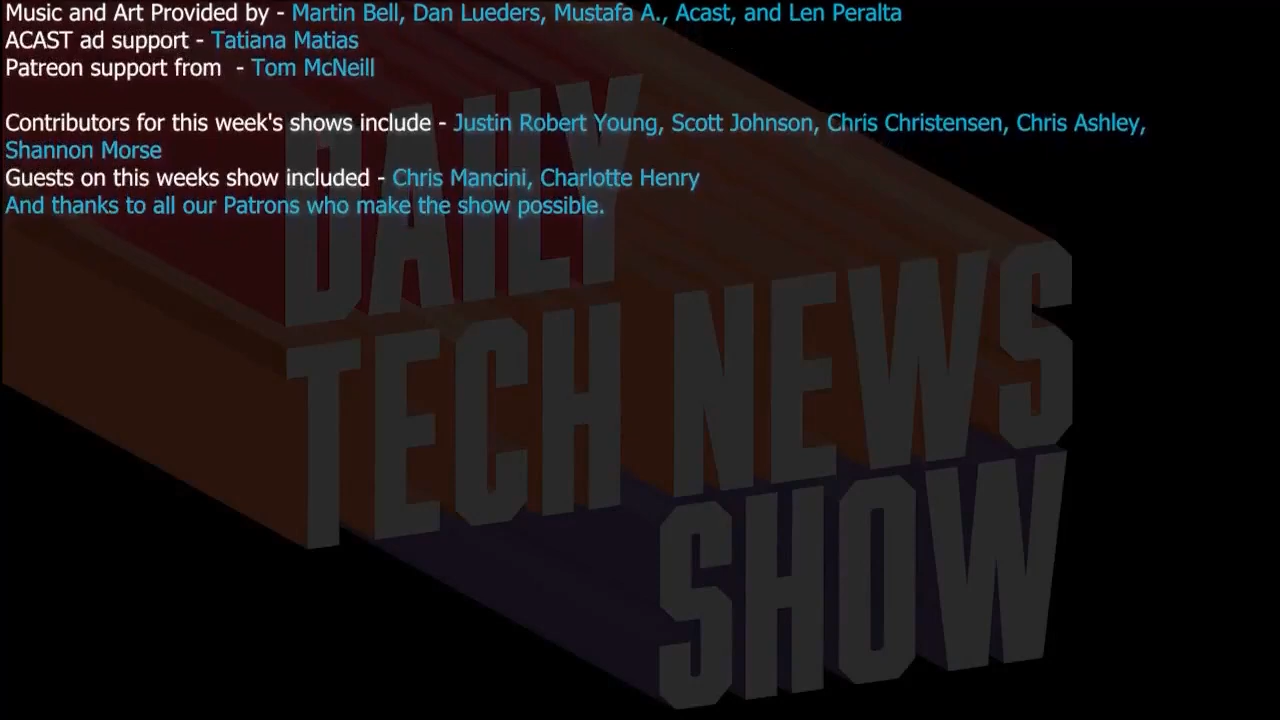 Music and Art Provided by - Martin Bell, Dan Lueders, Mustafa A., Acast, and Len Peralta
ACAST ad support - Tatiana Matias
Patreon support from  - Tom McNeill
Contributors for this week's shows include - Justin Robert Young, Scott Johnson, Chris Christensen, Chris Ashley,
Shannon Morse
Guests on this weeks show included - Chris Mancini, Charlotte Henry
And thanks to all our Patrons who make the show possible.
DAILY
TECH NEWS
SHOW